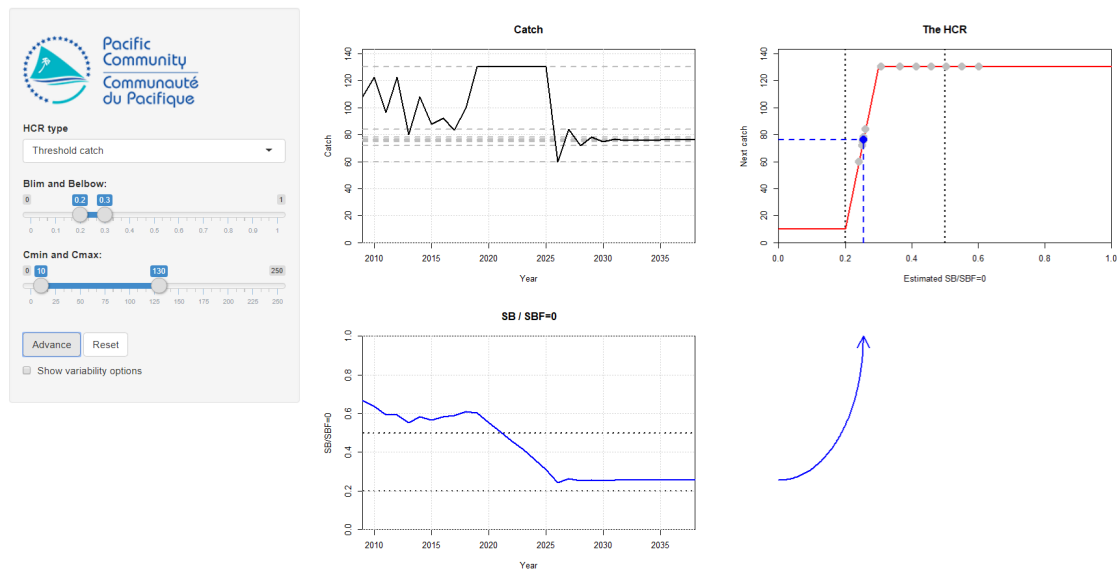 Pacific
Community
Communauté
du Pacifique
HCR type
Threshold catch
Blim and Belbow:
0 0.2 0.3 1
0 0.1 0.2 0.3 0.4 0.5 0.6 0.7 0.8 0.9 1
Cmin and Cmax:
0 10 130 250
0 25 50 75 100 125 150 175 200 225 250
Advance Reset
Show variability options
Catch
Catch
140
120
100
80
60
40
20
0
2010 2015 2020 2025 2030 2035
Year
The HCR
Next catch
140
120
100
80
60
40
20
0
0.0 0.2 0.4 0.6 0.8 1.0
Estimated SB/SBF=0
SB / SBF=0
SB/SBF=0
1.0
0.8
0.6
0.4
0.2
0.0
2010 2015 2020 2025 2030 2035
Year